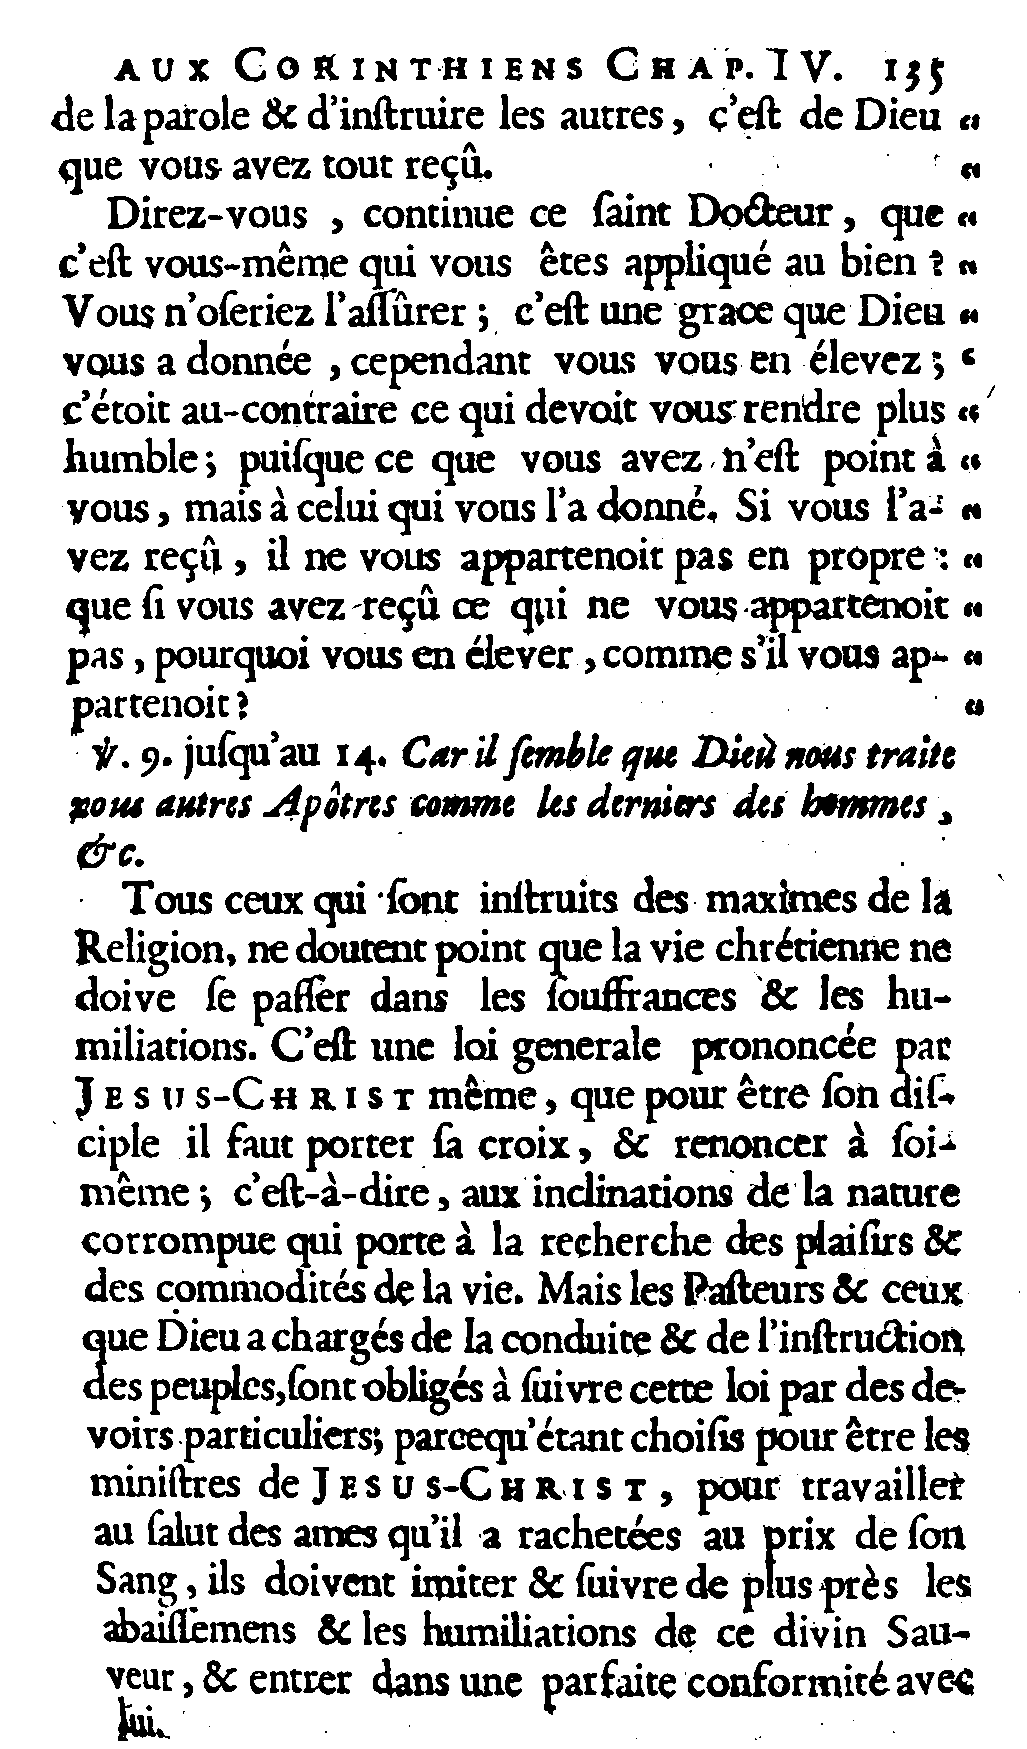 AUX CORINTHIENS CHAP. IV. 135
de la parole & d'inſtruire les autres, c'eſt de Dieu "
que vous avez tout reçû. "
Direz-vous, continue ce ſaint Docteur, que "
c'eſt vous-même qui vous êtes appliqué au bien ? "
Vous n'oſeriez l'aſſûrer ; c'eſt une grace que Dieu "
vous a donnée, cependant vous vous en élevez ; "
c'étoit au-contraire ce qui devoit vous rendre plus "
humble ; puiſque ce que vous avez n'eſt point à "
vous, mais à celui qui vous l'a donné. Si vous l'a- "
vez reçû, il ne vous appartenoit pas en propre : "
que ſi vous avez reçû ce qui ne vous appartenoit "
pas, pourquoi vous en élever, comme s'il vous ap- "
partenoit ? "
℣. 9. juſqu'au 14. Car il ſemble que Dieu nous traite
nous autres Apôtres comme les derniers des hommes,
&c.
Tous ceux qui ſont inſtruits des maximes de la
Religion, ne doutent point que la vie chrétienne ne
doive ſe paſſer dans les ſouffrances & les hu-
miliations. C'eſt une loi generale prononcée par
JESUS-CHRIST même, que pour être ſon diſ-
ciple il faut porter ſa croix, & renoncer à ſoi-
même ; c'eſt-à-dire, aux inclinations de la nature
corrompue qui porte à la recherche des plaiſirs &
des commodités de la vie. Mais les Paſteurs & ceux
que Dieu a chargés de la conduite & de l'inſtruction
des peuples, ſont obligés à ſuivre cette loi par des de-
voirs particuliers; parcequ'étant choiſis pour être les
miniſtres de JESUS-CHRIST, pour travailler
au ſalut des ames qu'il a rachetées au prix de ſon
Sang, ils doivent imiter & ſuivre de plus près les
abaiſſemens & les humiliations de ce divin Sau-
veur, & entrer dans une parfaite conformité avec
lui.